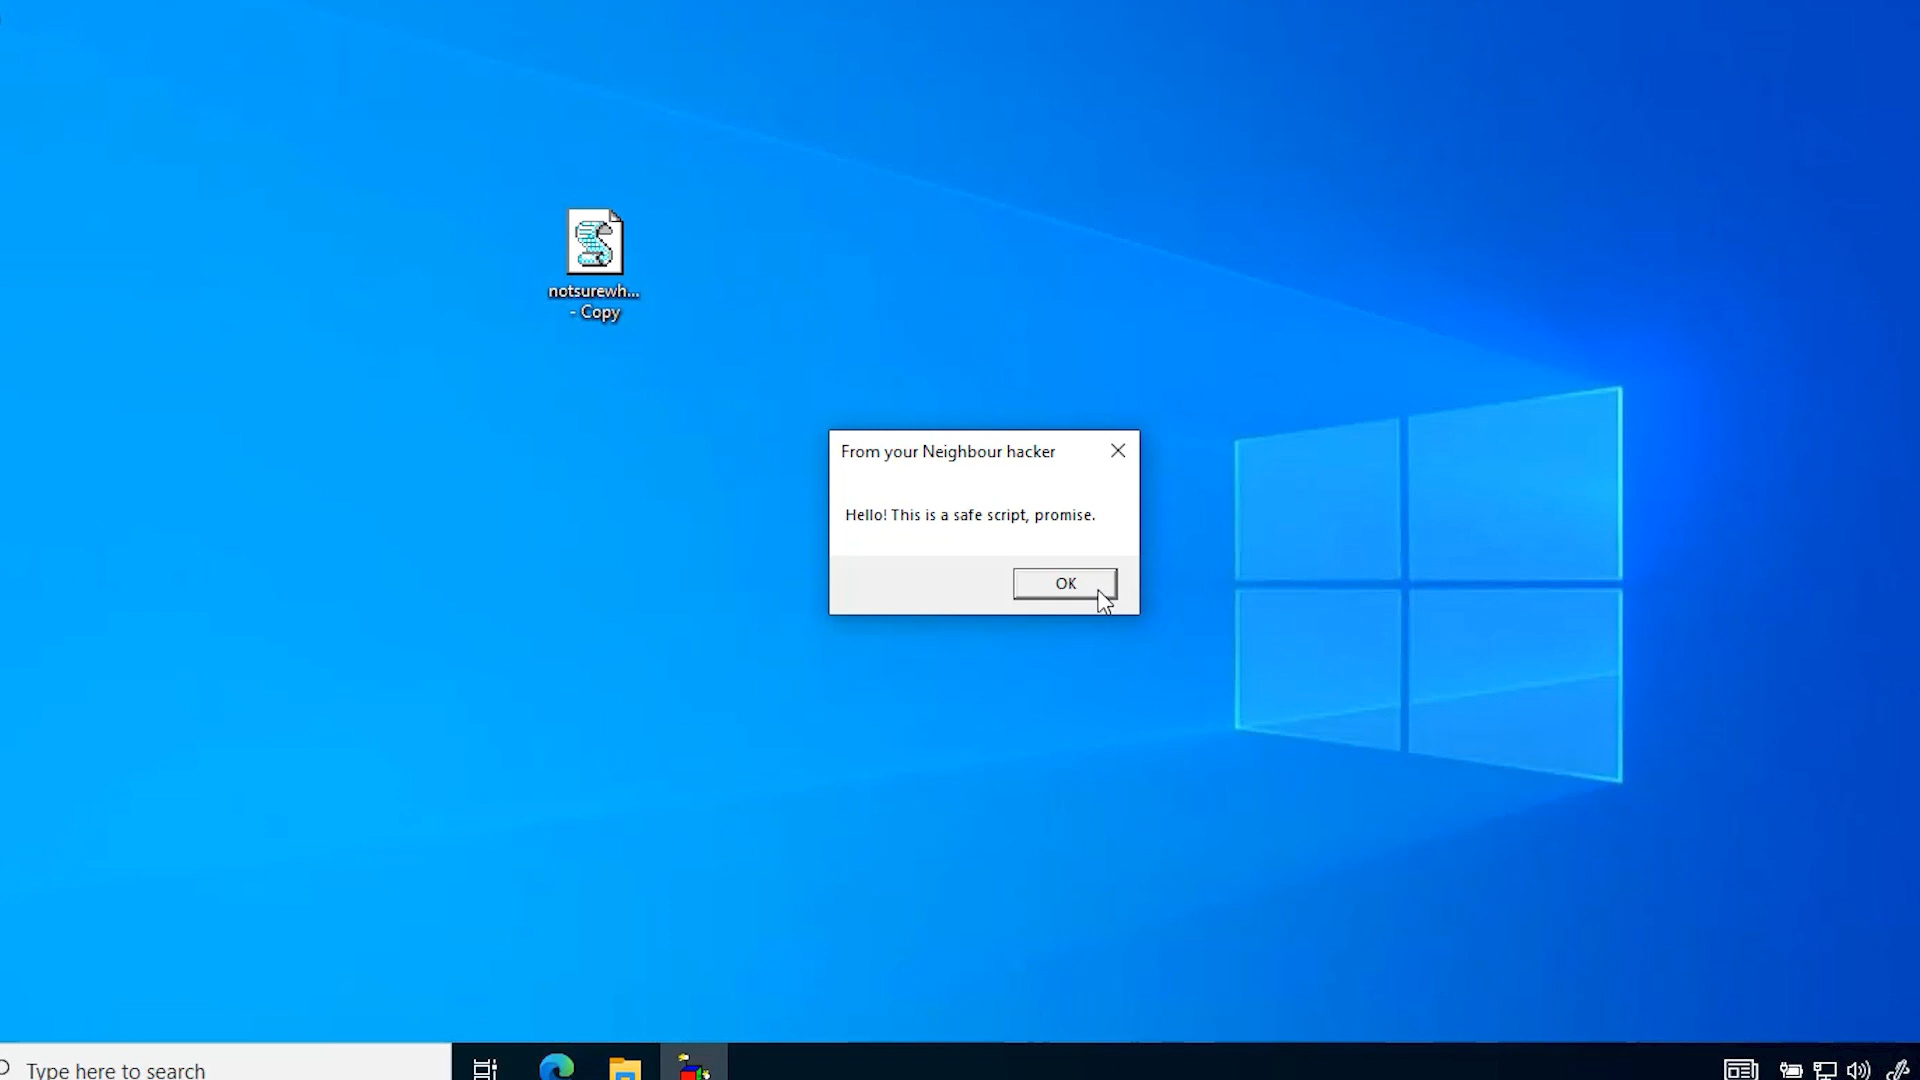 notsurewh...
- Copy
From your Neighbour hacker
Hello! This is a safe script, promise.
OK
Type here to search